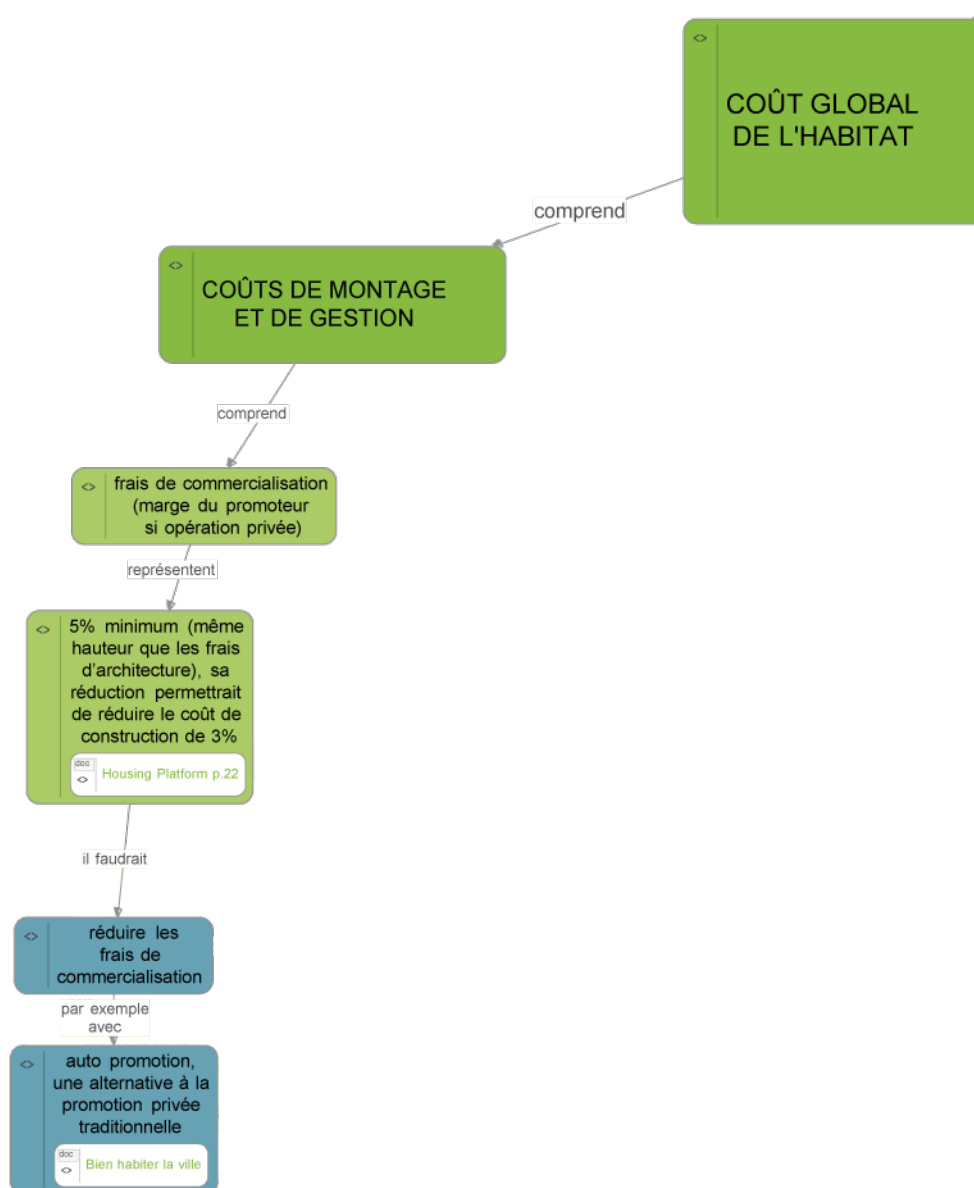 <>
COÛT GLOBAL
DE L'HABITAT
comprend
<>
COÛTS DE MONTAGE
ET DE GESTION
comprend
<>
frais de commercialisation
(marge du promoteur
si opération privée)
représentent
<>
5% minimum (même
hauteur que les frais
d'architecture), sa
réduction permettrait
de réduire le coût de
construction de 3%
doc
<>
Housing Platform p.22
il faudrait
<>
réduire les
frais de
commercialisation
par exemple
avec
<>
auto promotion,
une alternative à la
promotion privée
traditionnelle
doc
<>
Bien habiter la ville